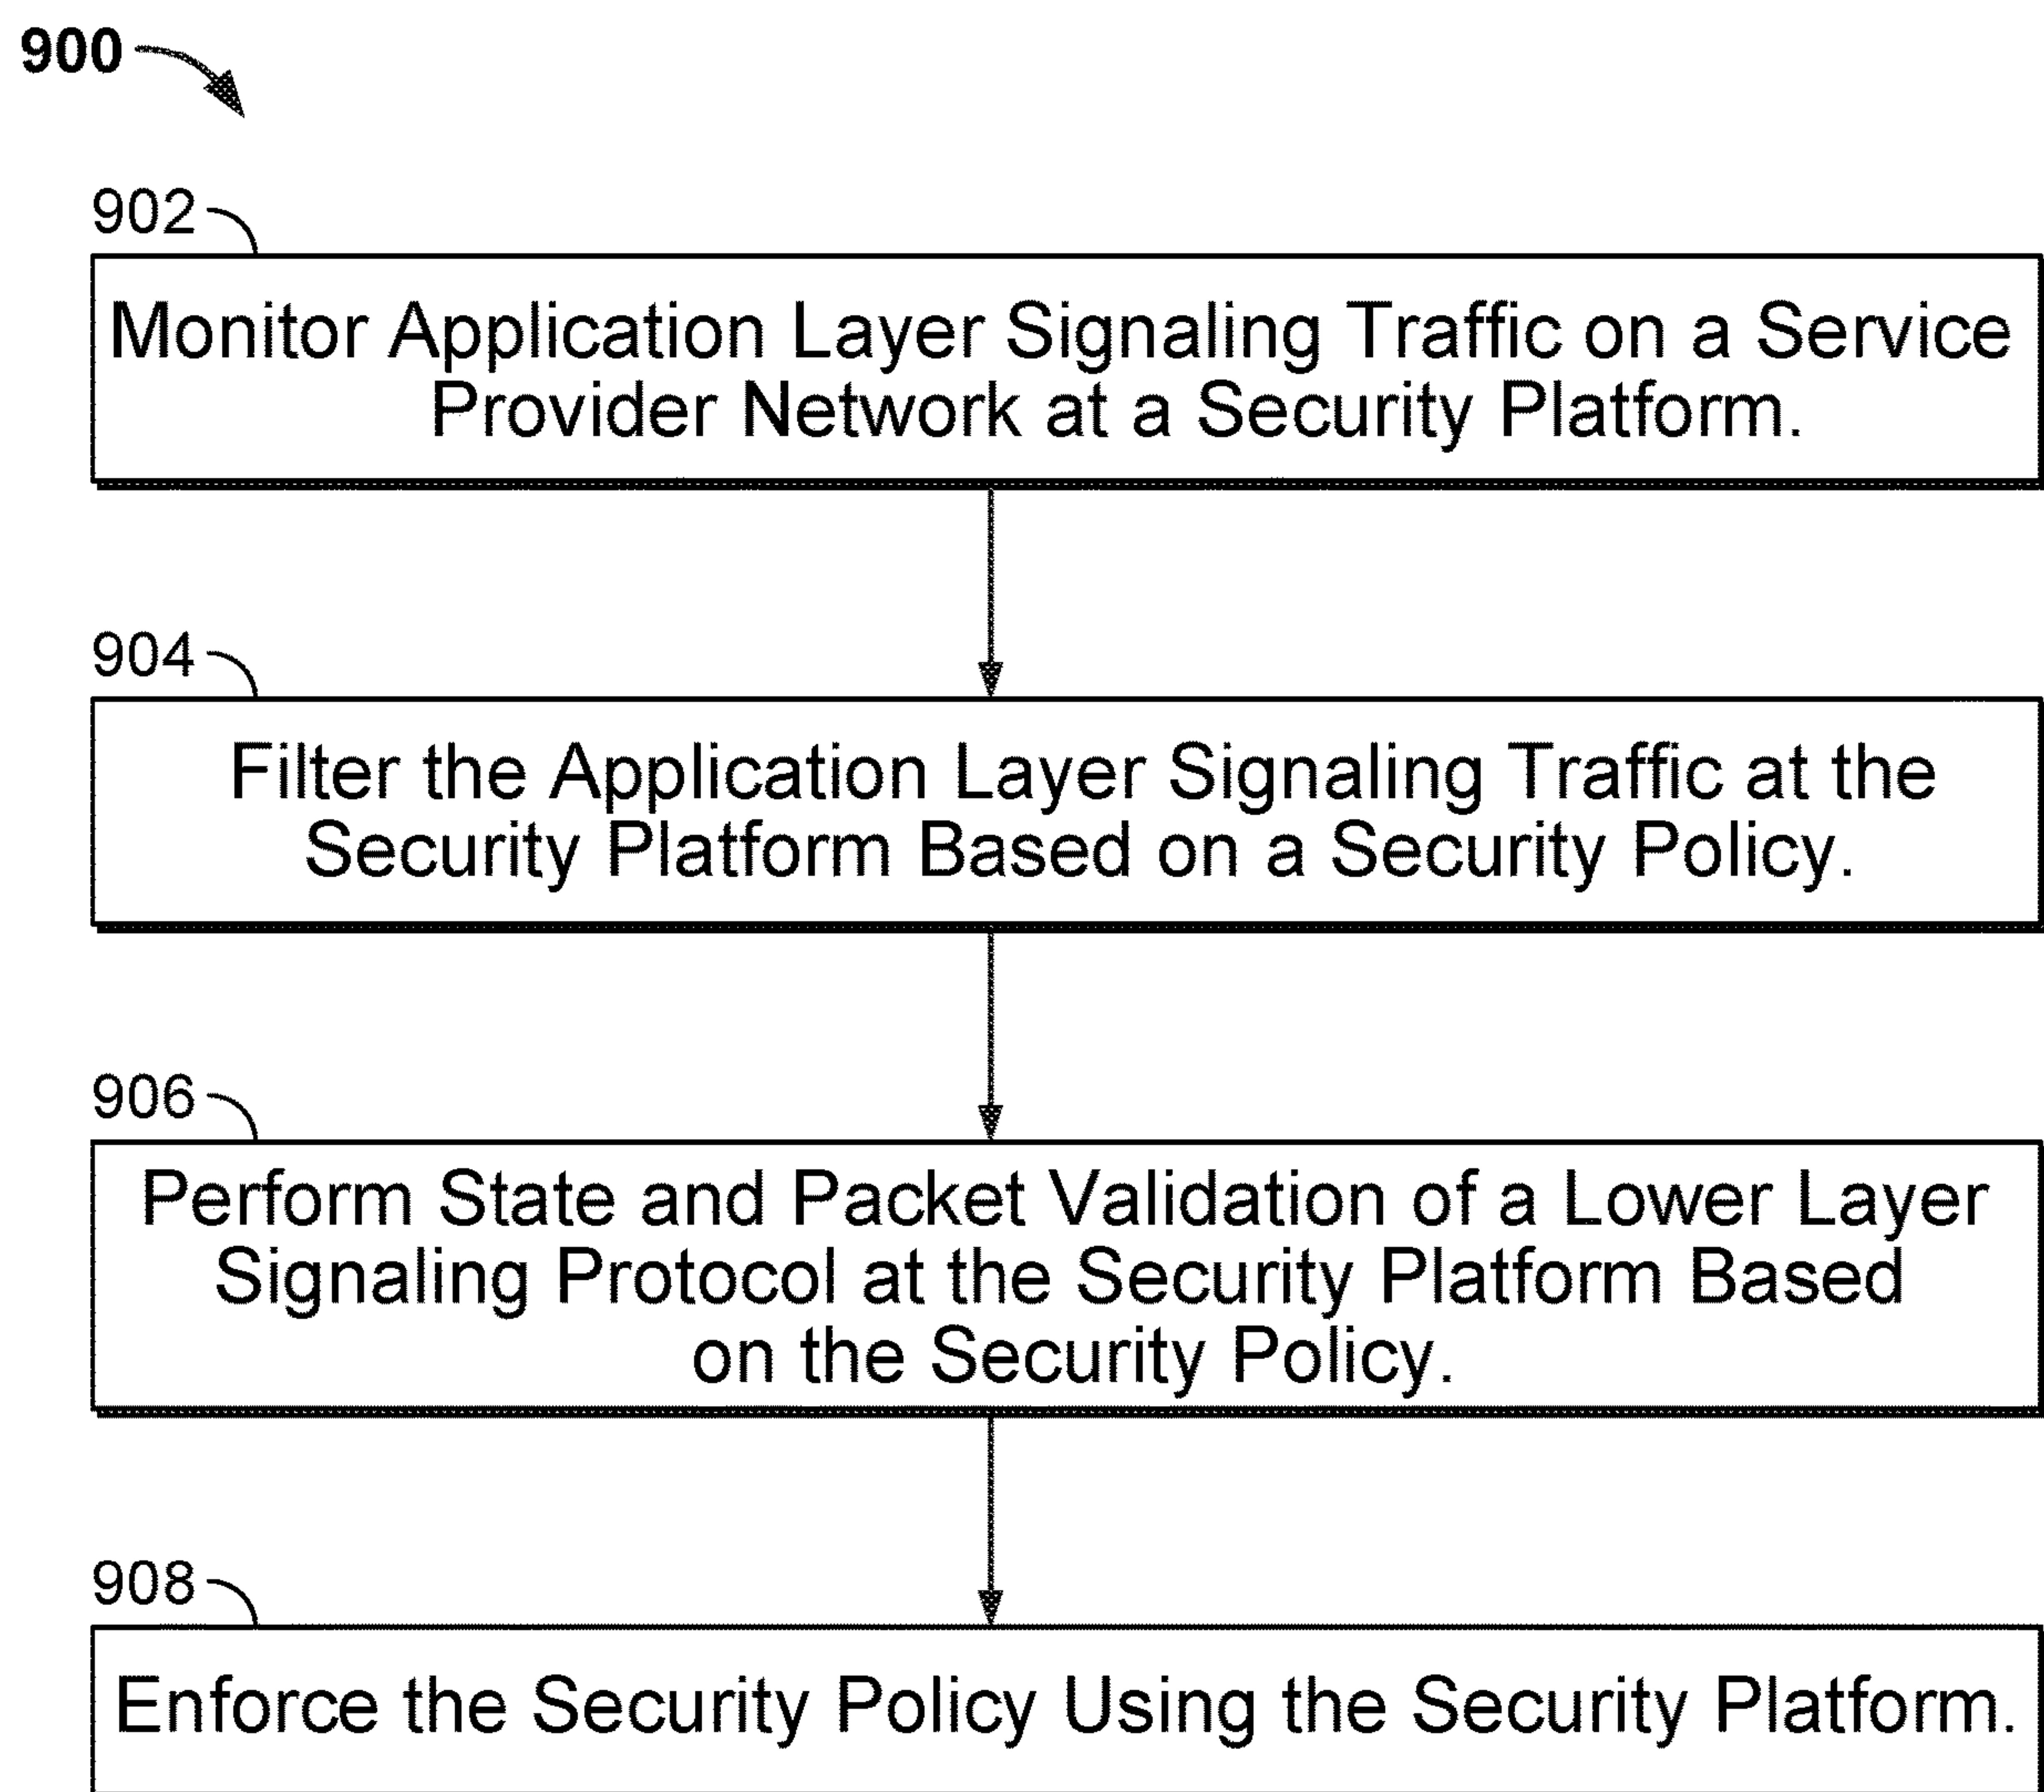 900
902
Monitor Application Layer Signaling Traffic on a Service
Provider Network at a Security Platform.
904
Filter the Application Layer Signaling Traffic at the
Security Platform Based on a Security Policy.
906
Perform State and Packet Validation of a Lower Layer
Signaling Protocol at the Security Platform Based
on the Security Policy.
908
Enforce the Security Policy Using the Security Platform.